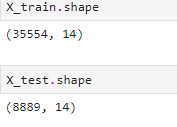 X_train.shape
(35554, 14)
X_test.shape
(8889, 14)